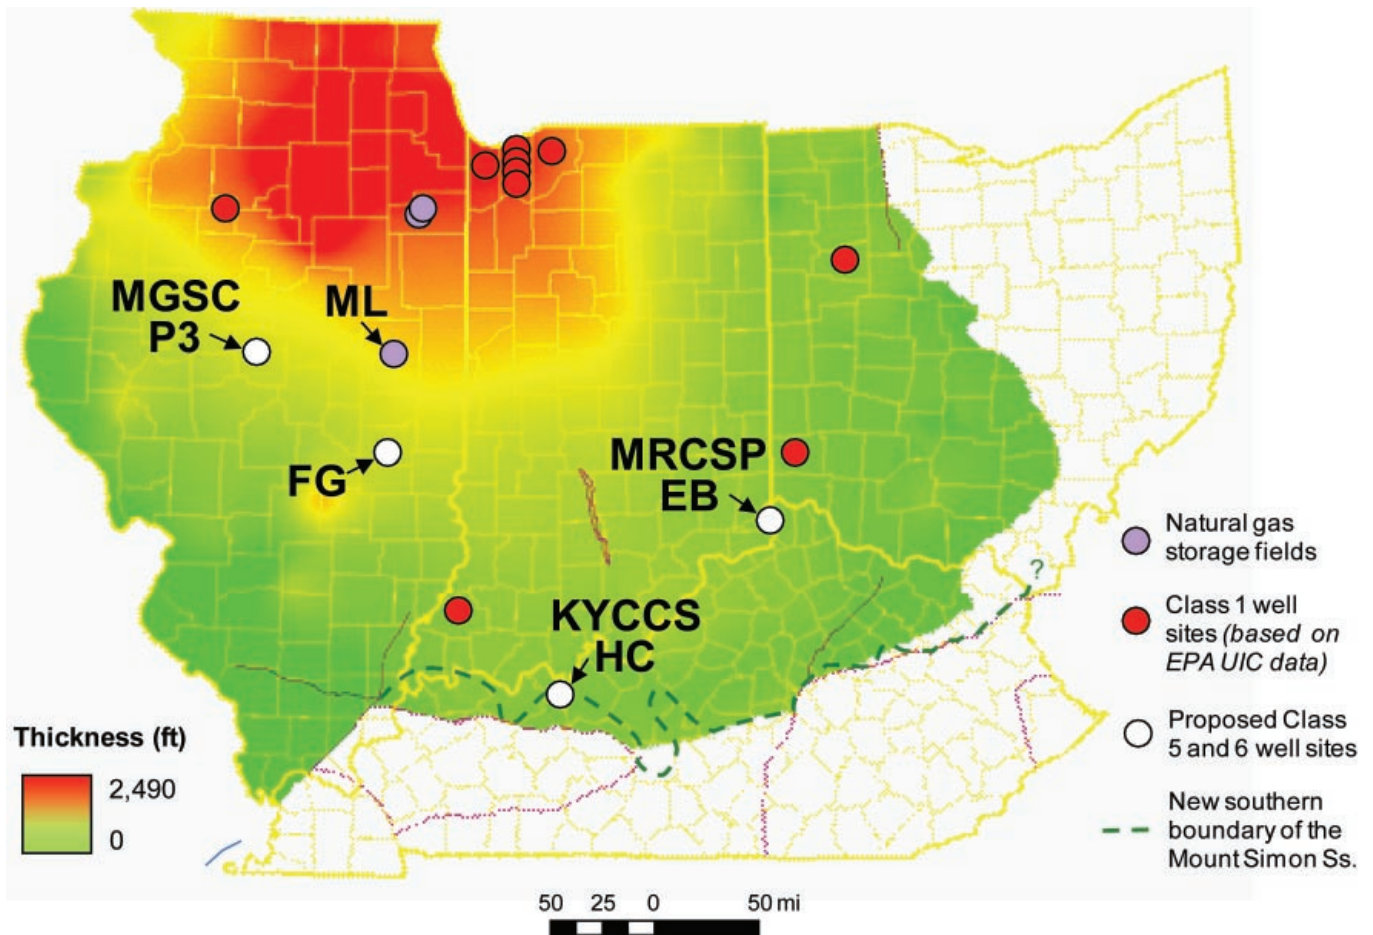 MGSC
P3
ML
FG
MRCSP
EB
KYCCS
HC
?
Natural gas
storage fields
Class 1 well
sites (based on
EPA UIC data)
Proposed Class
5 and 6 well sites
New southern
boundary of the
Mount Simon Ss.
Thickness (ft)
2,490
0
50 25 0 50 mi